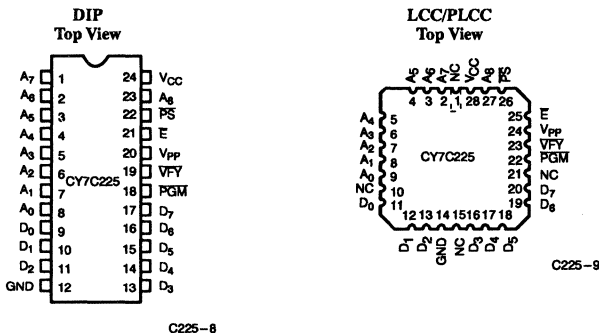 DIP
Top View
A7 1 24 VCC
A6 2 23 A8
A5 3 22 PS
A4 4 21 E
A3 5 20 VPP
A2 6 19 VFY
A1 7 18 PGM
A0 8 17 D7
D0 9 16 D6
D1 10 15 D5
D2 11 14 D4
GND 12 13 D3
CY7C225
C225-8
LCC/PLCC
Top View
A5 A6 A7 NC VCC A8 PS
4 3 2 1 28 27 26
A4 5 25 E
A3 6 24 VPP
A2 7 23 VFY
A1 8 22 PGM
A0 9 21 NC
NC 10 20 D7
D0 11 19 D6
CY7C225
12 13 14 15 16 17 18
D1 D2 GND NC D3 D4 D5
C225-9